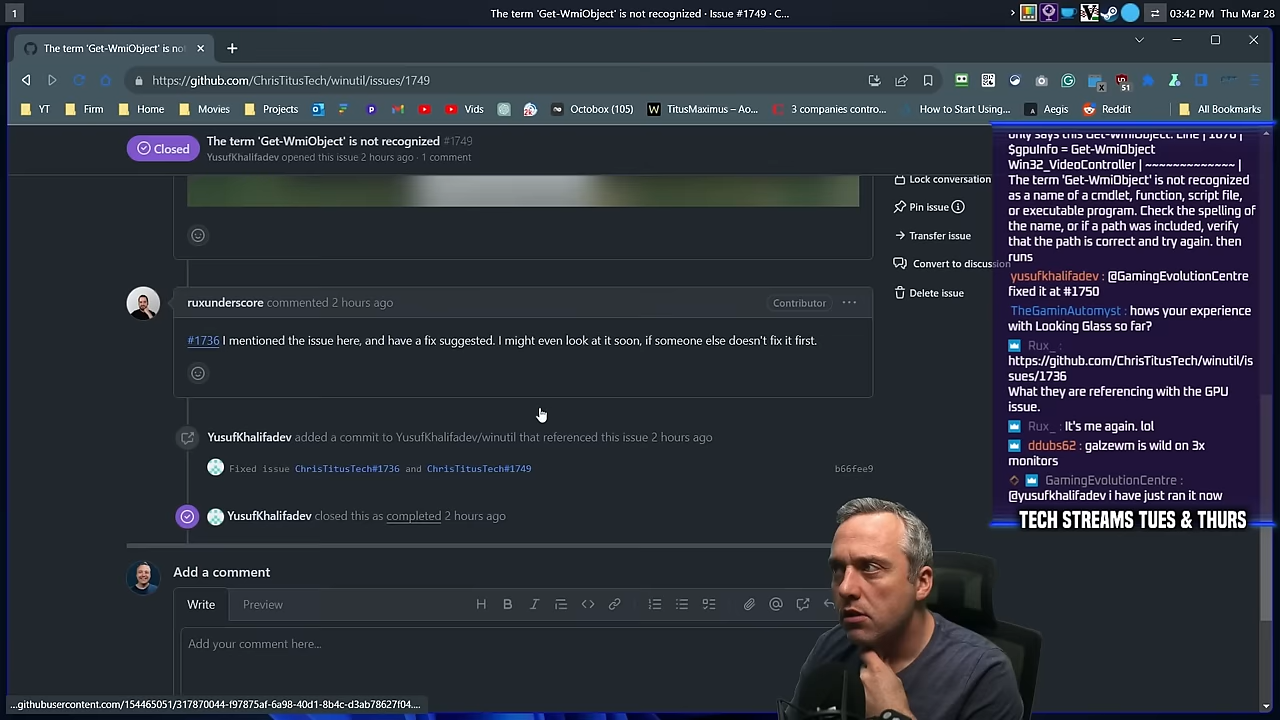 1
The term 'Get-WmiObject' is not recognized · Issue #1749 · C...
03:42 PM Thu Mar 28
The term 'Get-WmiObject' is not
https://github.com/ChrisTitusTech/winutil/issues/1749
51
YT
Firm
Home
Movies
Projects
Vids
Octobox (105)
TitusMaximus – Ao...
3 companies contro...
How to Start Using...
Aegis
Reddit
All Bookmarks
Closed
The term 'Get-WmiObject' is not recognized #1749
YusufKhalifadev opened this issue 2 hours ago · 1 comment
Lock conversation
Pin issue
Transfer issue
Convert to discussion
Delete issue
ruxunderscore commented 2 hours ago
Contributor
#1736 I mentioned the issue here, and have a fix suggested. I might even look at it soon, if someone else doesn't fix it first.
YusufKhalifadev added a commit to YusufKhalifadev/winutil that referenced this issue 2 hours ago
Fixed issue ChrisTitusTech#1736 and ChrisTitusTech#1749
b66fee9
YusufKhalifadev closed this as completed 2 hours ago
Add a comment
Write
Preview
H B I
Add your comment here...
...githubusercontent.com/154465051/317870044-f97875af-6a98-40d1-8b4c-d3ab78627f04....
only says this Get-WmiObject: Line | 1678 |
$gpuInfo = Get-WmiObject
Win32_VideoController | ~~~~~~~~~~~~~ |
The term 'Get-WmiObject' is not recognized
as a name of a cmdlet, function, script file,
or executable program. Check the spelling of
the name, or if a path was included, verify
that the path is correct and try again. then
runs
yusufkhalifadev : @GamingEvolutionCentre
fixed it at #1750
TheGaminAutomyst : hows your experience
with Looking Glass so far?
Rux_ :
https://github.com/ChrisTitusTech/winutil/is
sues/1736
What they are referencing with the GPU
issue.
Rux_ : It's me again. lol
ddubs62 : galzewm is wild on 3x
monitors
GamingEvolutionCentre :
@yusufkhalifadev i have just ran it now
TECH STREAMS TUES & THURS